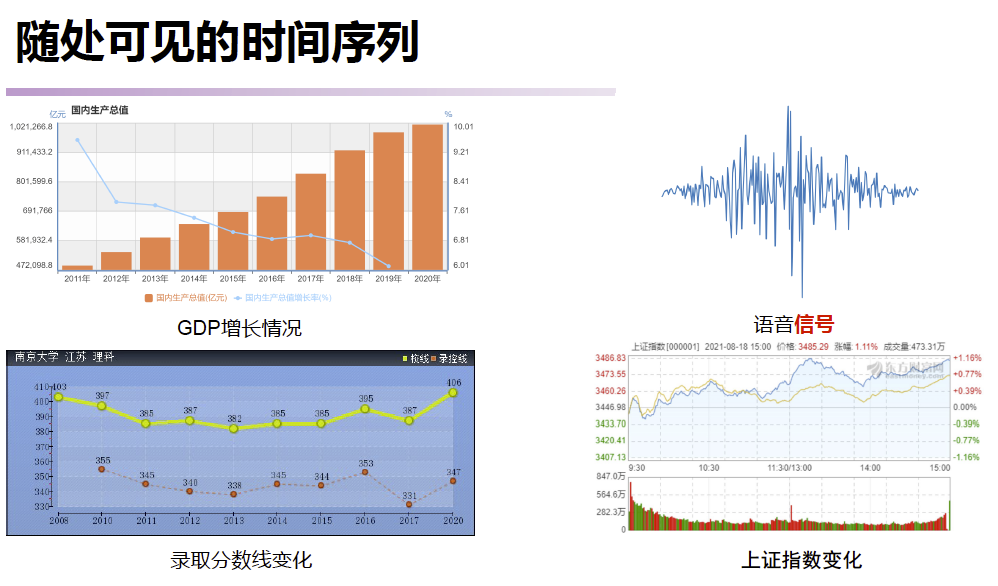 随处可见的时间序列
亿元 国内生产总值 %
1,021,266.8 10.01
911,433.2 9.21
801,599.6 8.41
691,766 7.61
581,932.4 6.81
472,098.8 6.01
2011年 2012年 2013年 2014年 2015年 2016年 2017年 2018年 2019年 2020年
国内生产总值(亿元) 国内生产总值增长率(%)
GDP增长情况
语音信号
南京大学 江苏 理科 校线 录控线
410
400
390
380
370
360
350
340
330
403 397 385 387 382 385 385 395 387 406
355 345 340 338 345 344 353 331 347
2008 2010 2011 2012 2013 2014 2015 2016 2017 2020
录取分数线变化
上证指数[000001] 2021-08-18 15:00 价格: 3485.29 涨幅: 1.11% 成交量:473.31万
3486.83 +1.16%
3473.55 +0.77%
3460.26 +0.39%
3446.98 0.00%
3433.70 -0.39%
3420.41 -0.77%
3407.13 -1.16%
9:30 10:30 11:30/13:00 14:00 15:00
847.0万
564.6万
282.3万
0
上证指数变化